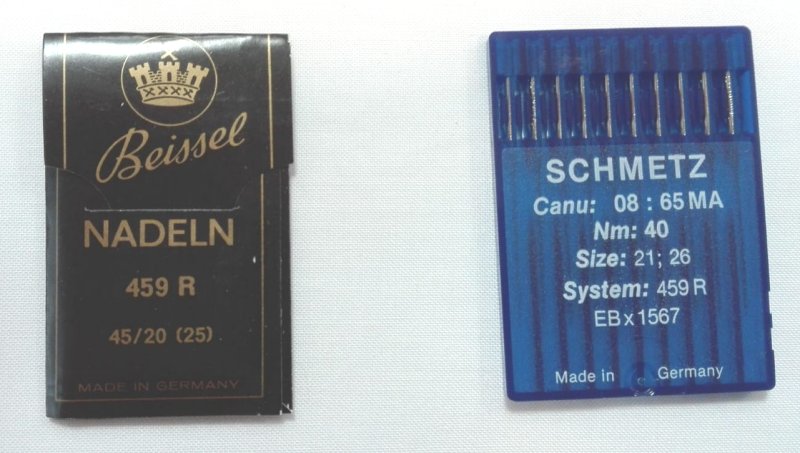 Beissel
NADELN
459 R
45/20 (25)
MADE IN GERMANY
SCHMETZ
Canu: 08 : 65 MA
Nm: 40
Size: 21; 26
System: 459 R
EB x 1567
Made in Germany